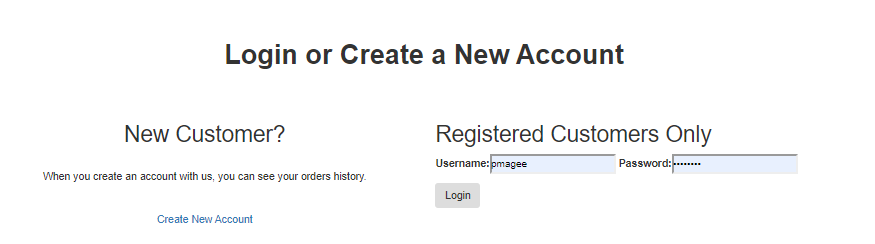 Login or Create a New Account
New Customer?
When you create an account with us, you can see your orders history.
Create New Account
Registered Customers Only
Username: pmagee Password: ••••••••
Login